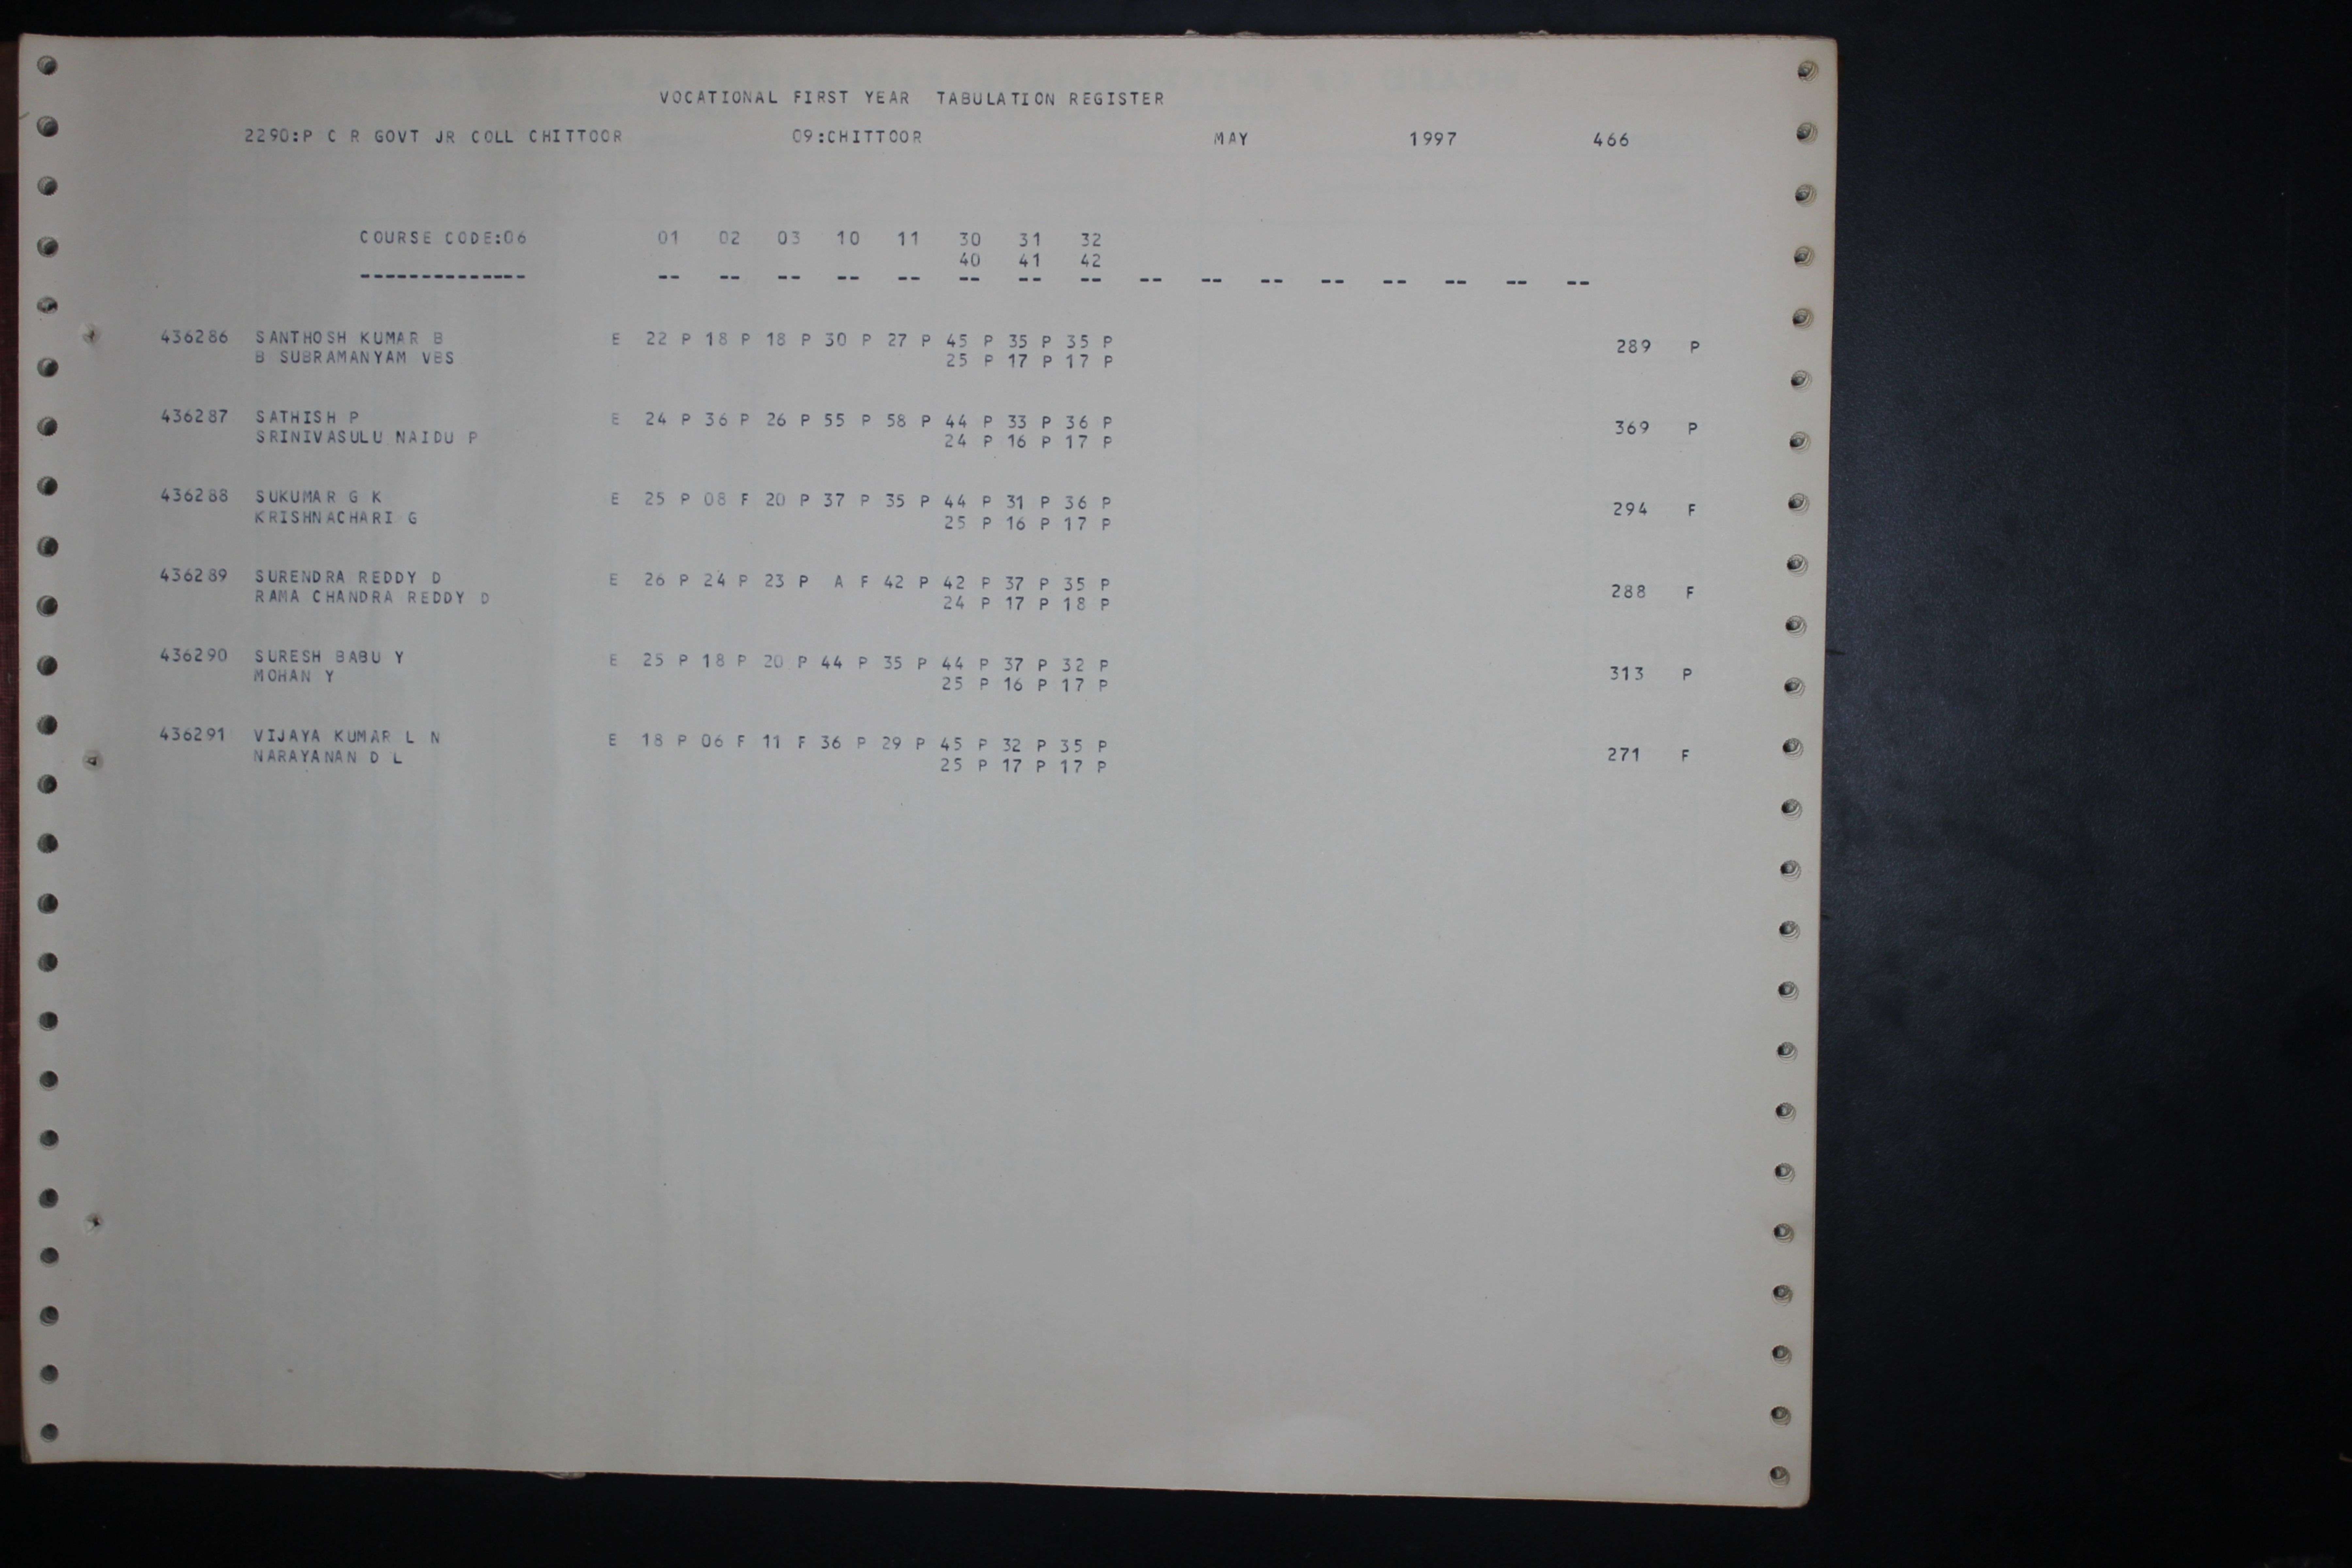 VOCATIONAL FIRST YEAR TABULATION REGISTER
2290:P C R GOVT JR COLL CHITTOOR 09:CHITTOOR MAY 1997 466
COURSE CODE:06 01 02 03 10 11 30 31 32
40 41 42
-------------- -- -- -- -- -- -- -- -- -- -- -- -- -- -- -- --
436286 SANTHOSH KUMAR B E 22 P 18 P 18 P 30 P 27 P 45 P 35 P 35 P 289 P
B SUBRAMANYAM VBS 25 P 17 P 17 P
436287 SATHISH P E 24 P 36 P 26 P 55 P 58 P 44 P 33 P 36 P 369 P
SRINIVASULU NAIDU P 24 P 16 P 17 P
436288 SUKUMAR G K E 25 P 08 F 20 P 37 P 35 P 44 P 31 P 36 P 294 F
KRISHNACHARI G 25 P 16 P 17 P
436289 SURENDRA REDDY D E 26 P 24 P 23 P A F 42 P 42 P 37 P 35 P 288 F
RAMA CHANDRA REDDY D 24 P 17 P 18 P
436290 SURESH BABU Y E 25 P 18 P 20 P 44 P 35 P 44 P 37 P 32 P 313 P
MOHAN Y 25 P 16 P 17 P
436291 VIJAYA KUMAR L N E 18 P 06 F 11 F 36 P 29 P 45 P 32 P 35 P 271 F
NARAYANAN D L 25 P 17 P 17 P